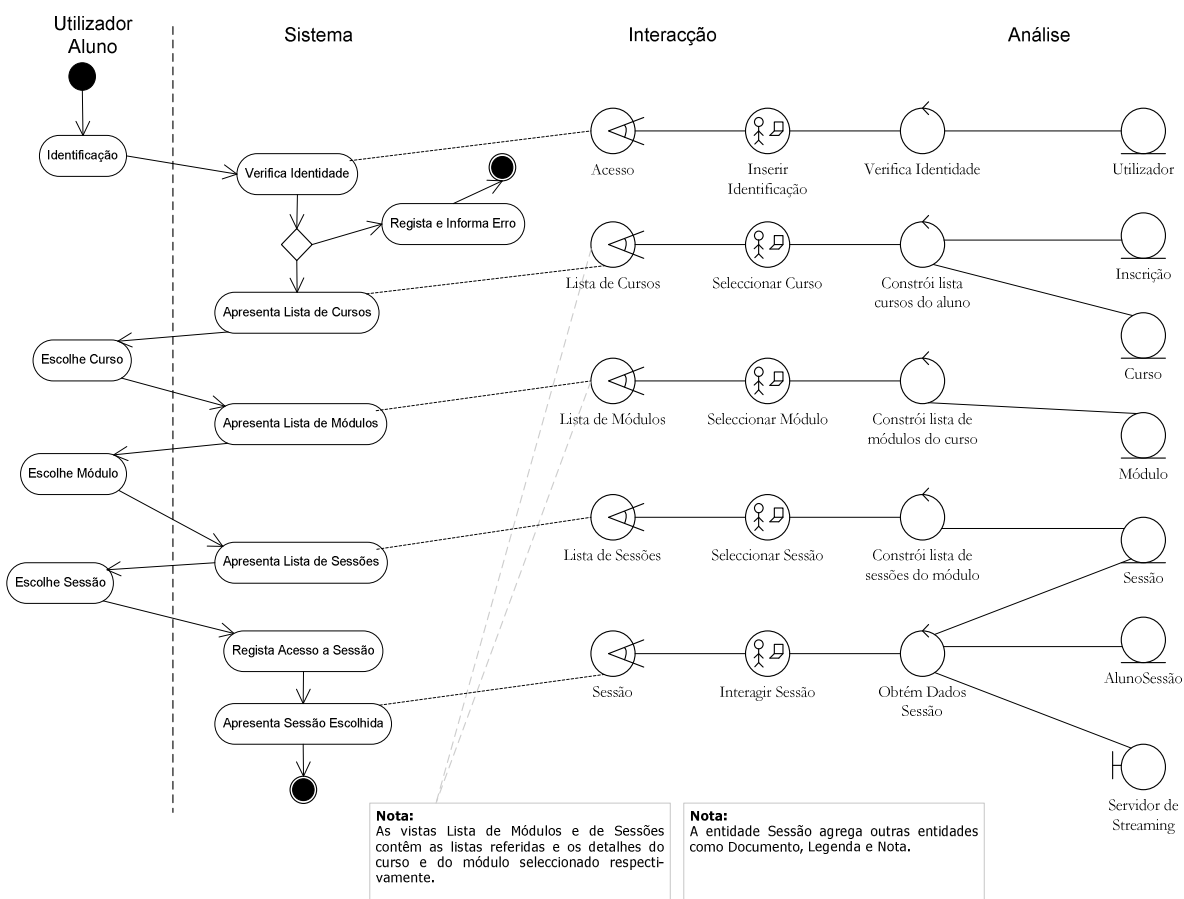 Utilizador
Aluno
Sistema
Interacção
Análise
Identificação
Verifica Identidade
Acesso
Inserir
Identificação
Verifica Identidade
Utilizador
Regista e Informa Erro
Apresenta Lista de Cursos
Lista de Cursos
Seleccionar Curso
Constrói lista
cursos do aluno
Inscrição
Curso
Escolhe Curso
Apresenta Lista de Módulos
Lista de Módulos
Seleccionar Módulo
Constrói lista de
módulos do curso
Módulo
Escolhe Módulo
Apresenta Lista de Sessões
Lista de Sessões
Seleccionar Sessão
Constrói lista de
sessões do módulo
Sessão
Escolhe Sessão
Regista Acesso a Sessão
Sessão
Interagir Sessão
Obtém Dados
Sessão
AlunoSessão
Apresenta Sessão Escolhida
Servidor de
Streaming
Nota:
As vistas Lista de Módulos e de Sessões
contêm as listas referidas e os detalhes do
curso e do módulo seleccionado respecti-
vamente.
Nota:
A entidade Sessão agrega outras entidades
como Documento, Legenda e Nota.